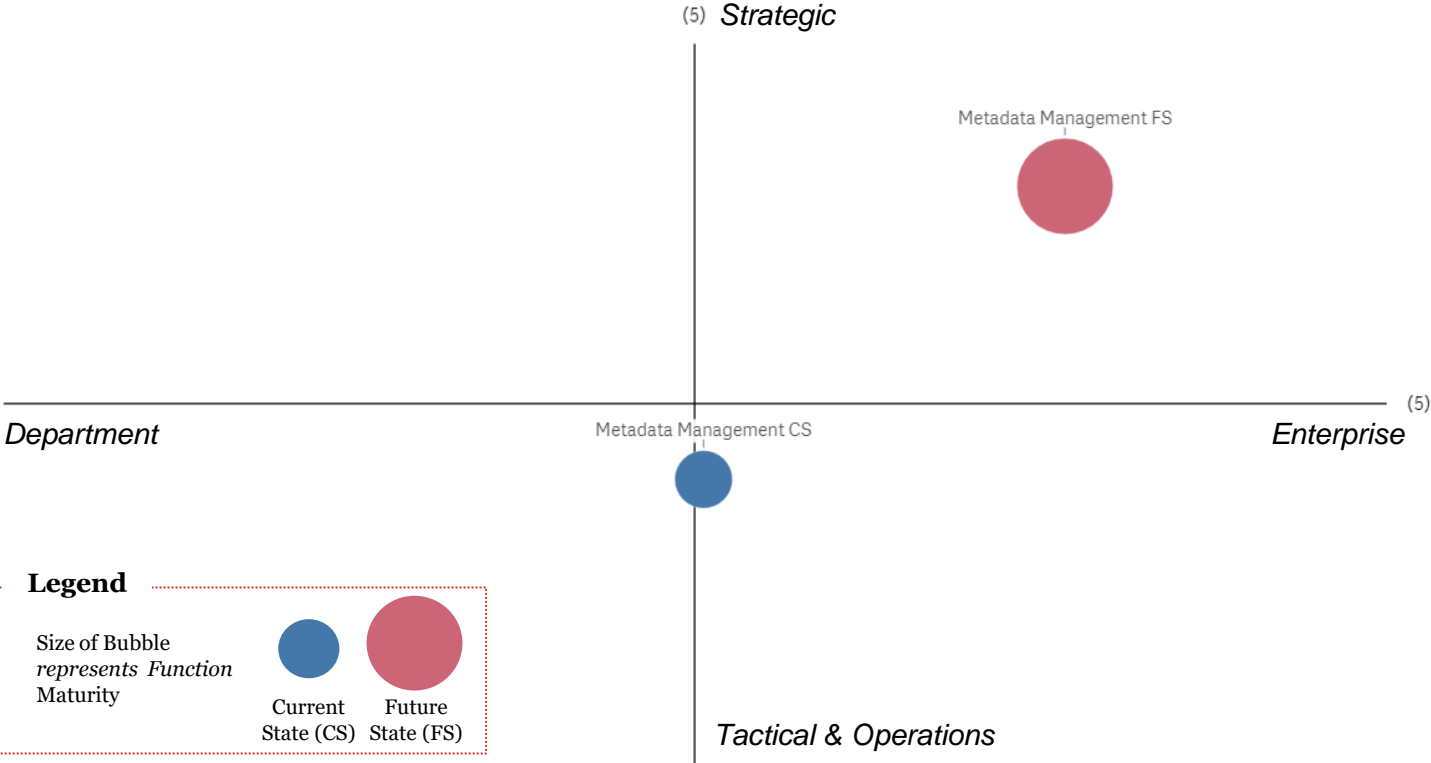 (5) Strategic
Metadata Management FS
(5)
Department
Enterprise
Metadata Management CS
Legend
Size of Bubble
represents Function
Maturity
Current
State (CS)
Future
State (FS)
Tactical & Operations